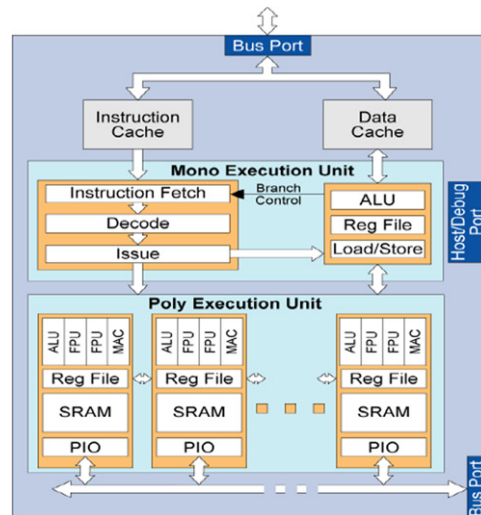 Bus Port
Instruction
Cache
Data
Cache
Mono Execution Unit
Instruction Fetch
Branch
Control
ALU
Decode
Reg File
Issue
Load/Store
Host/Debug
Port
Poly Execution Unit
ALU
FPU
FPU
MAC
ALU
FPU
FPU
MAC
ALU
FPU
FPU
MAC
Reg File
Reg File
Reg File
SRAM
SRAM
SRAM
PIO
PIO
PIO
Bus
Port